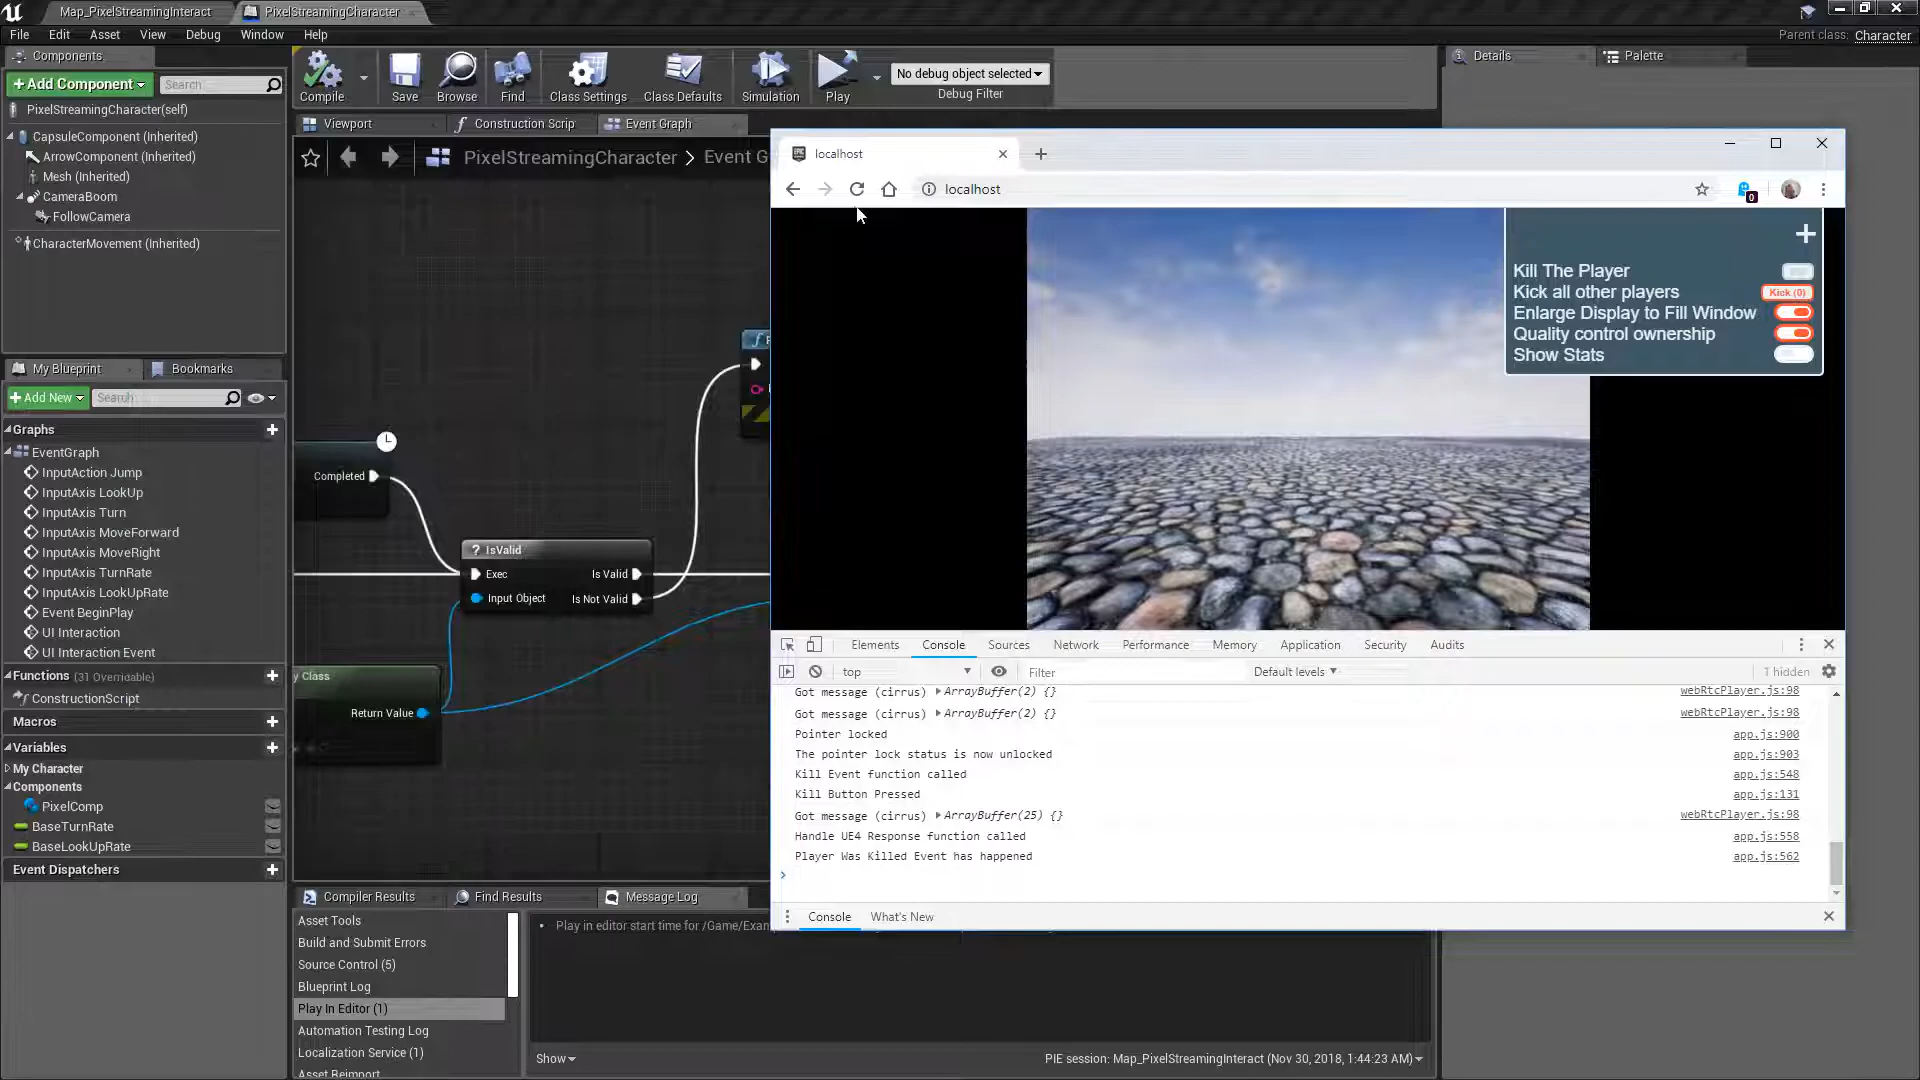 Map_PixelStreamingInteract
PixelStreamingCharacter
File Edit Asset View Debug Window Help
Parent class: Character
Components
+Add Component
Search
PixelStreamingCharacter(self)
CapsuleComponent (Inherited)
ArrowComponent (Inherited)
Mesh (Inherited)
CameraBoom
FollowCamera
CharacterMovement (Inherited)
Compile
Save
Browse
Find
Class Settings
Class Defaults
Simulation
Play
No debug object selected
Debug Filter
Details
Palette
Viewport
Construction Scrip
Event Graph
PixelStreamingCharacter > Event G
My Blueprint
Bookmarks
+Add New
Search
Graphs
EventGraph
InputAction Jump
InputAxis LookUp
InputAxis Turn
InputAxis MoveForward
InputAxis MoveRight
InputAxis TurnRate
InputAxis LookUpRate
Event BeginPlay
UI Interaction
UI Interaction Event
Functions (31 Overridable)
ConstructionScript
Macros
Variables
My Character
Components
PixelComp
BaseTurnRate
BaseLookUpRate
Event Dispatchers
Completed
? IsValid
Exec
Is Valid
Input Object
Is Not Valid
y Class
Return Value
localhost
localhost
0
Kill The Player
Kick all other players
Kick (0)
Enlarge Display to Fill Window
Quality control ownership
Show Stats
Elements Console Sources Network Performance Memory Application Security Audits
top
Filter
Default levels
1 hidden
Got message (cirrus) ArrayBuffer(2) {} webRtcPlayer.js:98
Got message (cirrus) ArrayBuffer(2) {} webRtcPlayer.js:98
Pointer locked app.js:900
The pointer lock status is now unlocked app.js:903
Kill Event function called app.js:548
Kill Button Pressed app.js:131
Got message (cirrus) ArrayBuffer(25) {} webRtcPlayer.js:98
Handle UE4 Response function called app.js:558
Player Was Killed Event has happened app.js:562
Console
What's New
Compiler Results
Find Results
Message Log
Asset Tools
Build and Submit Errors
Source Control (5)
Blueprint Log
Play In Editor (1)
Automation Testing Log
Localization Service (1)
Asset Reimport
Play in editor start time for /Game/Exam
Show
PIE session: Map_PixelStreamingInteract (Nov 30, 2018, 1:44:23 AM)